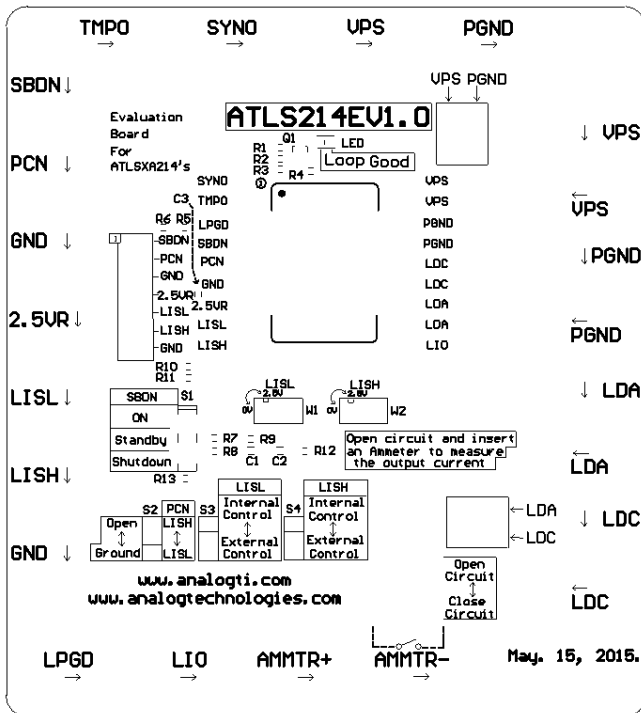 TMPO SYNO VPS PGND
SBDN
VPS PGND
Evaluation
Board
For
ATLSXA214's
ATLS214EV1.0
Q1
LED
R1
R2
R3
R4
Loop Good
VPS
PCN
SYNO
VPS
C3
TMPO
VPS
VPS
R6 R5
LPGD
PGND
GND
1
SBDN
SBDN
PGND
PGND
PCN
PCN
LDC
GND
GND
LDC
2.5VR
2.5VR
2.5VR
LDA
LISL
LISL
LDA
PGND
LISH
LISH
LIO
GND
R10
R11
LISL
SBDN
S1
ON
Standby
Shutdown
R13
LISL
2.5V
0V
W1
LISH
2.5V
0V
W2
LDA
R7 R9
R8
C1 C2
R12
Open circuit and insert
an Ammeter to measure
the output current
LDA
LISH
LISL
LISH
S2
PCN
S3
Internal
Control
S4
Internal
Control
LDA
LDC
LDC
Open
Ground
LISH
LISL
External
Control
External
Control
GND
Open
Circuit
Close
Circuit
www.analogti.com
www.analogtechnologies.com
LDC
LPGD LIO AMMTR+ AMMTR-
May. 15, 2015.